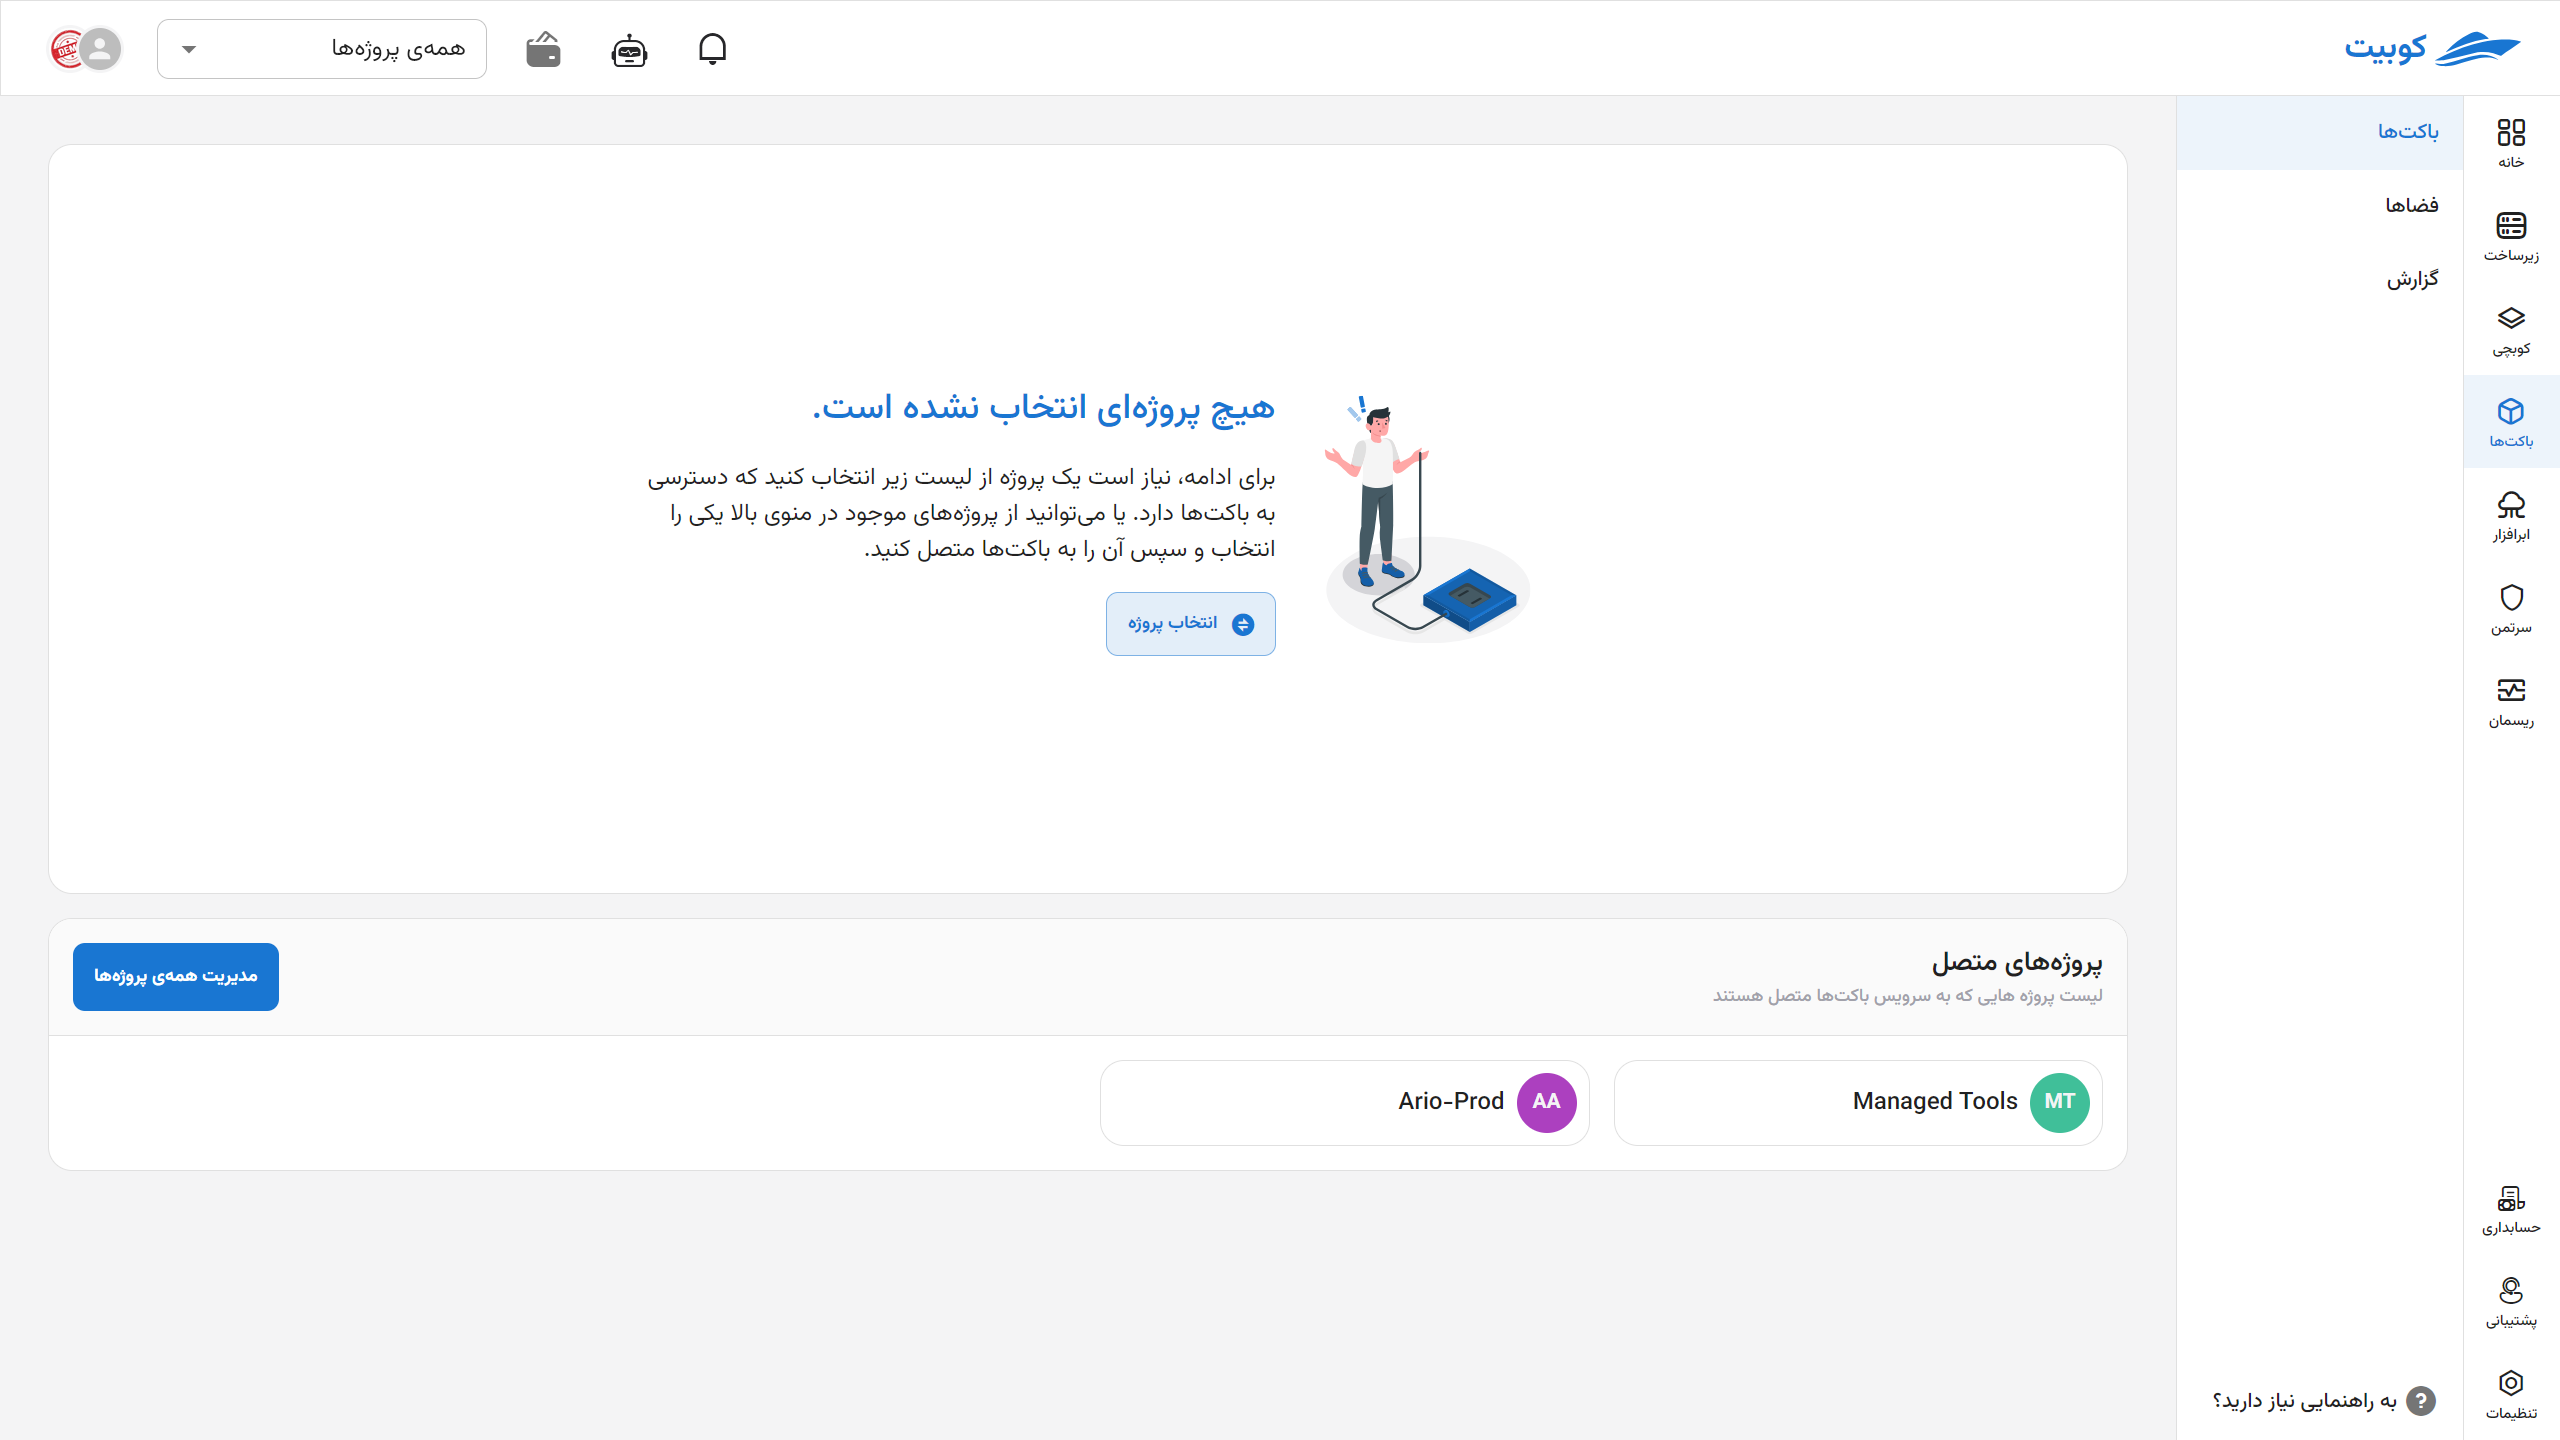 کوبیت
همه‌ی پروژه‌ها
DEMO
خانه
زیرساخت
کوبچی
باکت‌ها
ابرافزار
سرتمن
ریسمان
حسابداری
پشتیبانی
تنظیمات
باکت‌ها
فضاها
گزارش
به راهنمایی نیاز دارید؟
هیچ پروژه‌ای انتخاب نشده است.
برای ادامه، نیاز است یک پروژه از لیست زیر انتخاب کنید که دسترسی
به باکت‌ها دارد. یا می‌توانید از پروژه‌های موجود در منوی بالا یکی را
انتخاب و سپس آن را به باکت‌ها متصل کنید.
انتخاب پروژه
پروژه‌های متصل
لیست پروژه هایی که به سرویس باکت‌ها متصل هستند
مدیریت همه‌ی پروژه‌ها
MT Managed Tools
AA Ario-Prod